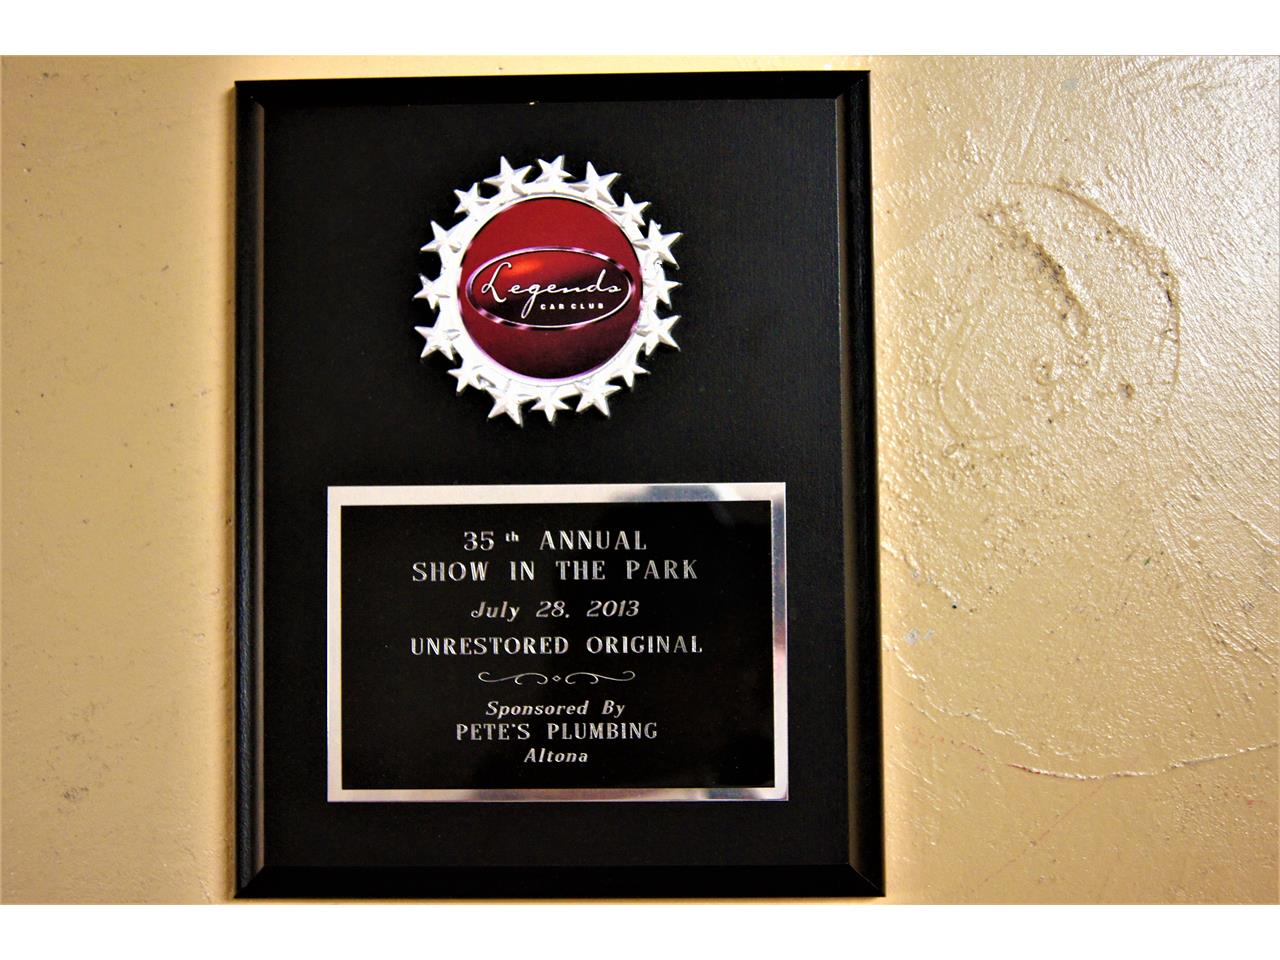 Legends
CAR CLUB
35th ANNUAL
SHOW IN THE PARK
July 28, 2013
UNRESTORED ORIGINAL
Sponsored By
PETE'S PLUMBING
Altona